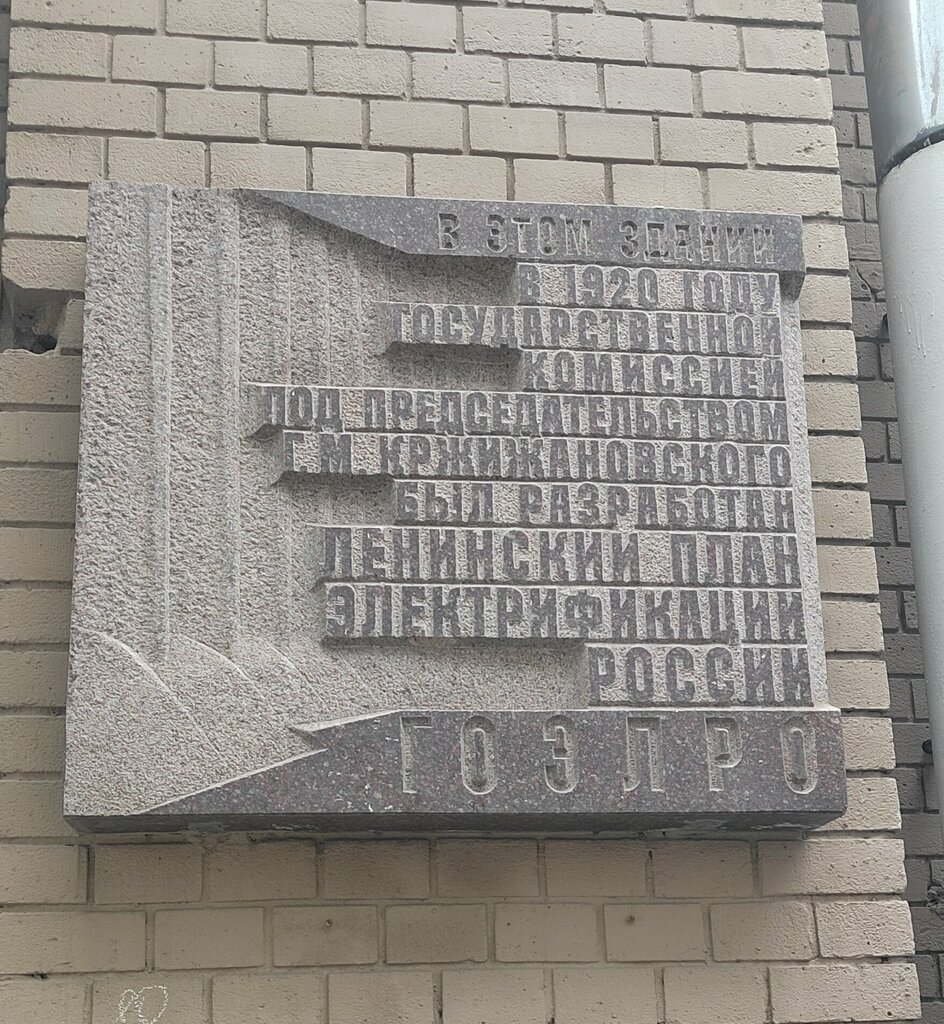 В ЭТОМ ЗДАНИИ
В 1920 ГОДУ
ГОСУДАРСТВЕННОЙ
КОМИССИЕЙ
ПОД ПРЕДСЕДАТЕЛЬСТВОМ
Г.М. КРЖИЖАНОВСКОГО
БЫЛ РАЗРАБОТАН
ЛЕНИНСКИЙ ПЛАН
ЭЛЕКТРИФИКАЦИИ
РОССИИ
ГОЭЛРО